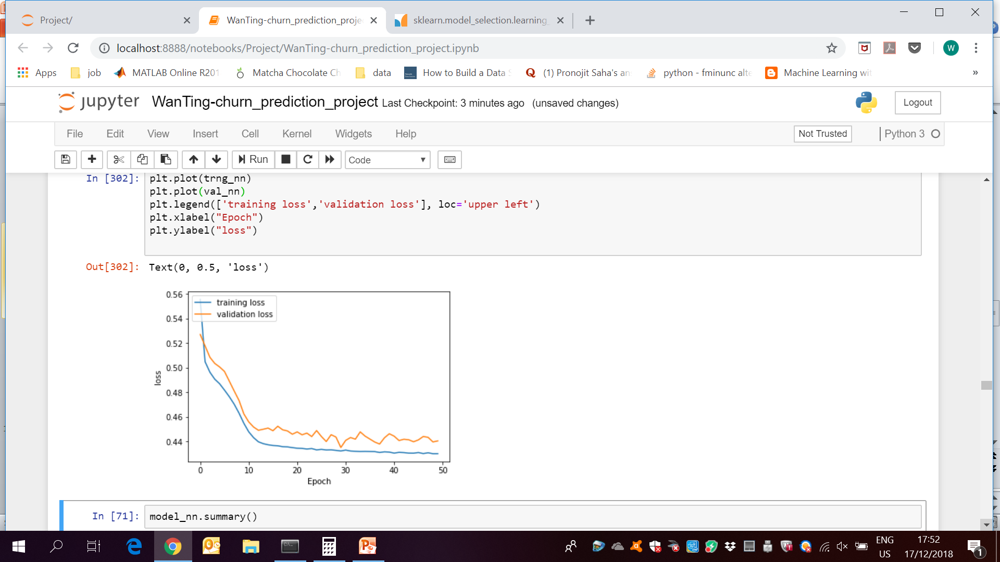 Project/
WanTing-churn_prediction_proje
sklearn.model_selection.learning_
localhost:8888/notebooks/Project/WanTing-churn_prediction_project.ipynb
W
Apps
job
MATLAB Online R201
Matcha Chocolate Ch
data
How to Build a Data S
(1) Pronojit Saha's an
python - fminunc alte
Machine Learning wit
»
jupyter
WanTing-churn_prediction_project Last Checkpoint: 3 minutes ago (unsaved changes)
Logout
File Edit View Insert Cell Kernel Widgets Help
Not Trusted
Python 3
Run
Code
In [302]:
plt.plot(trng_nn)
plt.plot(val_nn)
plt.legend(['training loss','validation loss'], loc='upper left')
plt.xlabel("Epoch")
plt.ylabel("loss")
Out[302]: Text(0, 0.5, 'loss')
training loss
validation loss
0.56
0.54
0.52
0.50
0.48
0.46
0.44
loss
0 10 20 30 40 50
Epoch
In [71]: model_nn.summary()
ENG
US
17:52
17/12/2018
1